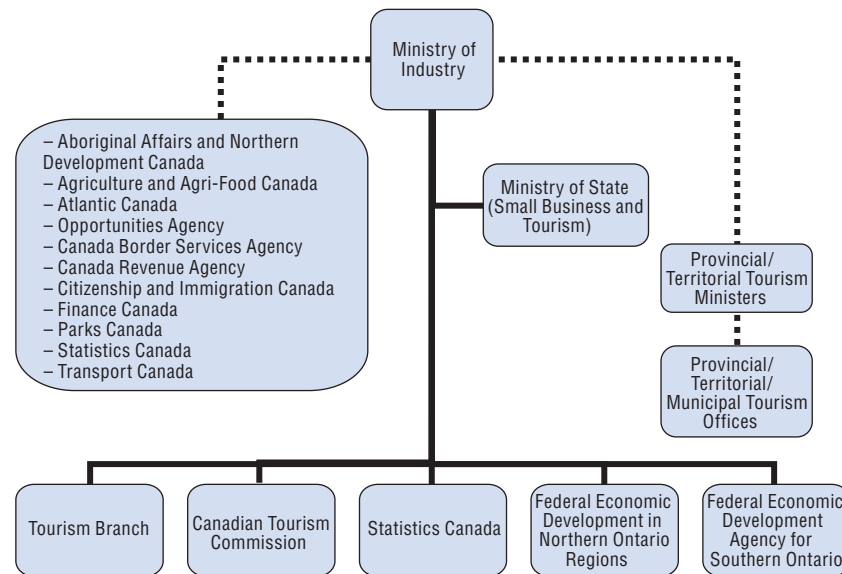 Ministry of
Industry
– Aboriginal Affairs and Northern
Development Canada
– Agriculture and Agri-Food Canada
– Atlantic Canada
– Opportunities Agency
– Canada Border Services Agency
– Canada Revenue Agency
– Citizenship and Immigration Canada
– Finance Canada
– Parks Canada
– Statistics Canada
– Transport Canada
Ministry of State
(Small Business and
Tourism)
Provincial/
Territorial Tourism
Ministers
Provincial/
Territorial/
Municipal Tourism
Offices
Tourism Branch
Canadian Tourism
Commission
Statistics Canada
Federal Economic
Development in
Northern Ontario
Regions
Federal Economic
Development
Agency for
Southern Ontario